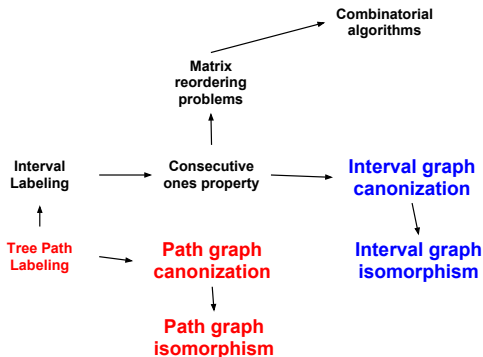 Combinatorial
algorithms
Matrix
reordering
problems
Interval
Labeling
Consecutive
ones property
Interval graph
canonization
Tree Path
Labeling
Path graph
canonization
Interval graph
isomorphism
Path graph
isomorphism